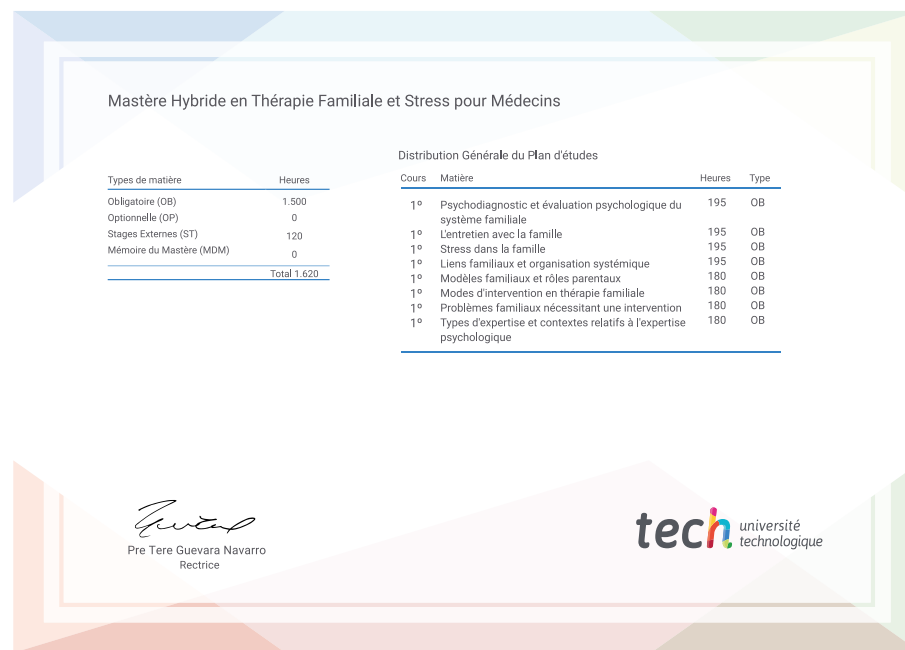 Mastère Hybride en Thérapie Familiale et Stress pour Médecins
Types de matière Heures
Obligatoire (OB) 1.500
Optionnelle (OP) 0
Stages Externes (ST) 120
Mémoire du Mastère (MDM) 0
Total 1.620
Distribution Générale du Plan d'études
Cours Matière Heures Type
1º Psychodiagnostic et évaluation psychologique du 195 OB
système familiale
1º L'entretien avec la famille 195 OB
1º Stress dans la famille 195 OB
1º Liens familiaux et organisation systémique 195 OB
1º Modèles familiaux et rôles parentaux 180 OB
1º Modes d'intervention en thérapie familiale 180 OB
1º Problèmes familiaux nécessitant une intervention 180 OB
1º Types d'expertise et contextes relatifs à l'expertise 180 OB
psychologique
Pre Tere Guevara Navarro
Rectrice
tech université
technologique